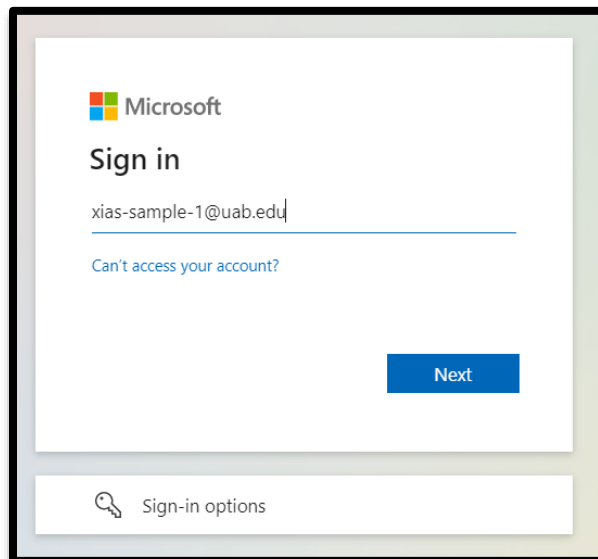 Microsoft
Sign in
xias-sample-1@uab.edu
Can't access your account?
Next
Sign-in options